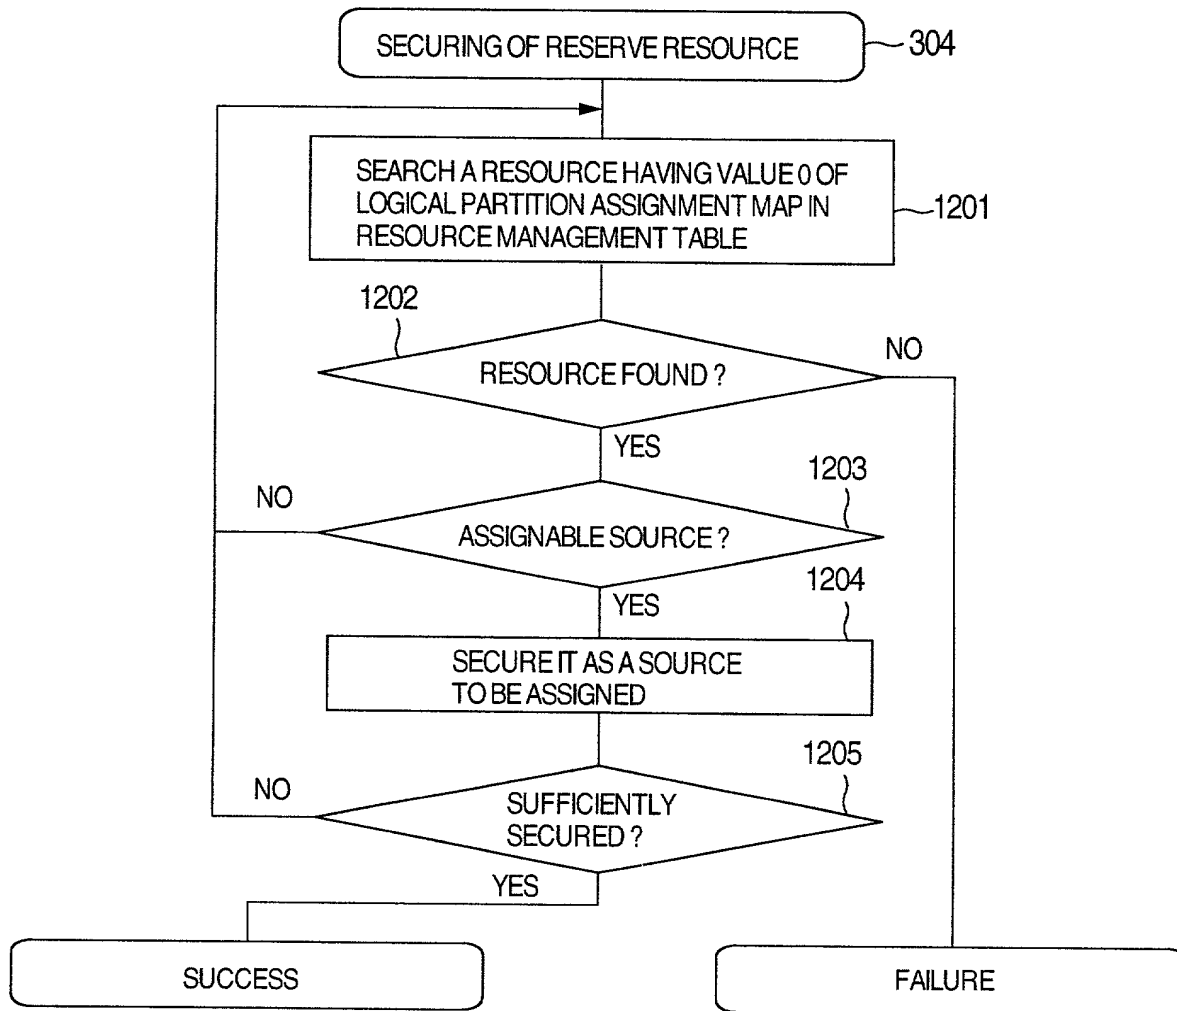 SECURING OF RESERVE RESOURCE
304
SEARCH A RESOURCE HAVING VALUE 0 OF
LOGICAL PARTITION ASSIGNMENT MAP IN
RESOURCE MANAGEMENT TABLE
1201
1202
RESOURCE FOUND ?
NO
YES
1203
NO
ASSIGNABLE SOURCE ?
YES
1204
SECURE IT AS A SOURCE
TO BE ASSIGNED
1205
NO
SUFFICIENTLY
SECURED ?
YES
SUCCESS
FAILURE